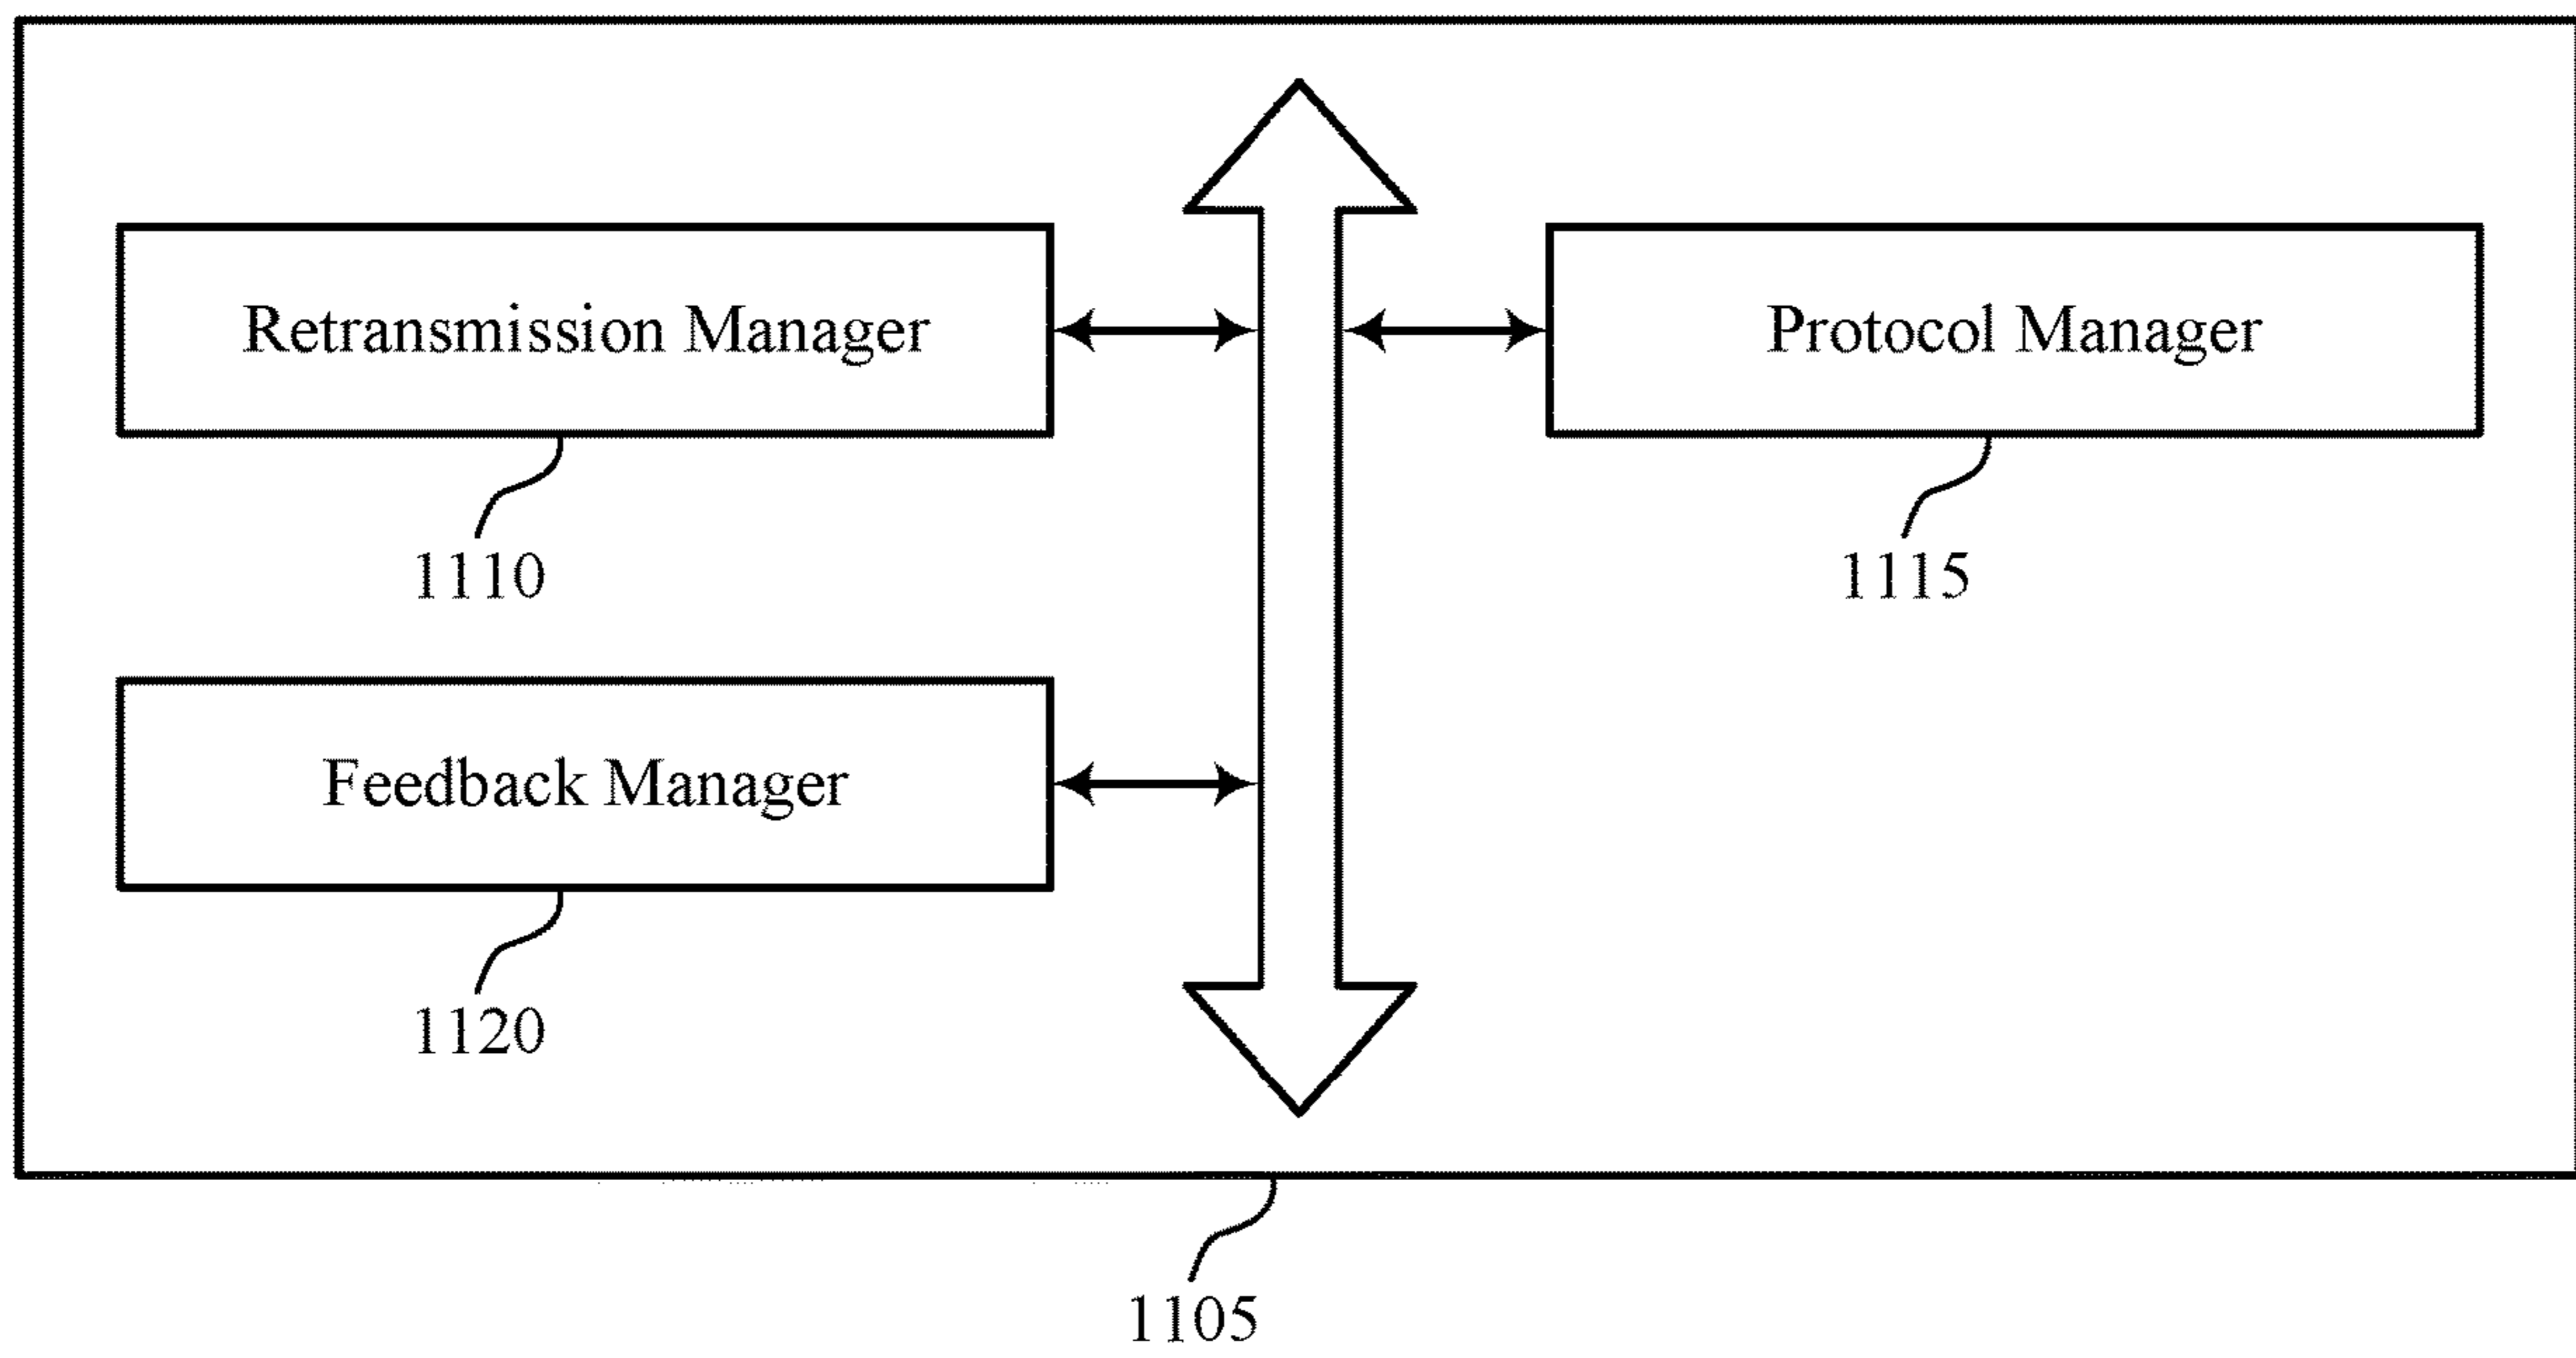 Retransmission Manager
Protocol Manager
1110
1115
Feedback Manager
1120
1105